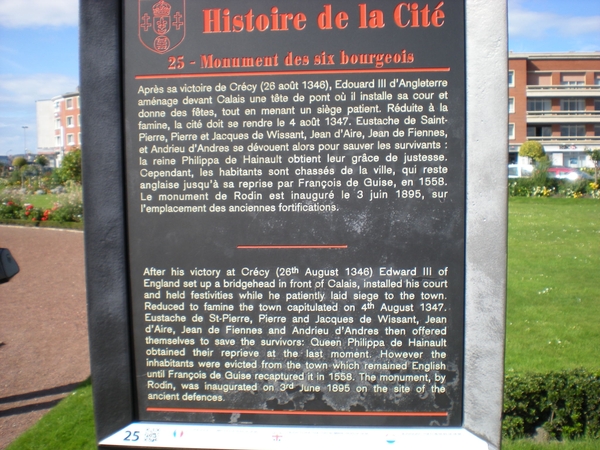 Histoire de la Cité
25 - Monument des six bourgeois
Après sa victoire de Crécy (26 août 1346), Edouard III d'Angleterre
aménage devant Calais une tête de pont où il installe sa cour et
donne des fêtes, tout en menant un siège patient. Réduite à la
famine, la cité doit se rendre le 4 août 1347. Eustache de Saint-
Pierre, Pierre et Jacques de Wissant, Jean d'Aire, Jean de Fiennes,
et Andrieu d'Andres se dévouent alors pour sauver les survivants :
la reine Philippa de Hainault obtient leur grâce de justesse.
Cependant, les habitants sont chassés de la ville, qui reste
anglaise jusqu'à sa reprise par François de Guise, en 1558.
Le monument de Rodin est inauguré le 3 juin 1895, sur
l'emplacement des anciennes fortifications.
After his victory at Crécy (26th August 1346) Edward III of
England set up a bridgehead in front of Calais, installed his court
and held festivities while he patiently laid siege to the town.
Reduced to famine the town capitulated on 4th August 1347.
Eustache de St-Pierre, Pierre and Jacques de Wissant, Jean
d'Aire, Jean de Fiennes and Andrieu d'Andres then offered
themselves to save the survivors: Queen Philippa de Hainault
obtained their reprieve at the last moment. However the
inhabitants were evicted from the town which remained English
until François de Guise recaptured it in 1558. The monument, by
Rodin, was inaugurated on 3rd June 1895 on the site of the
ancient defences.
25